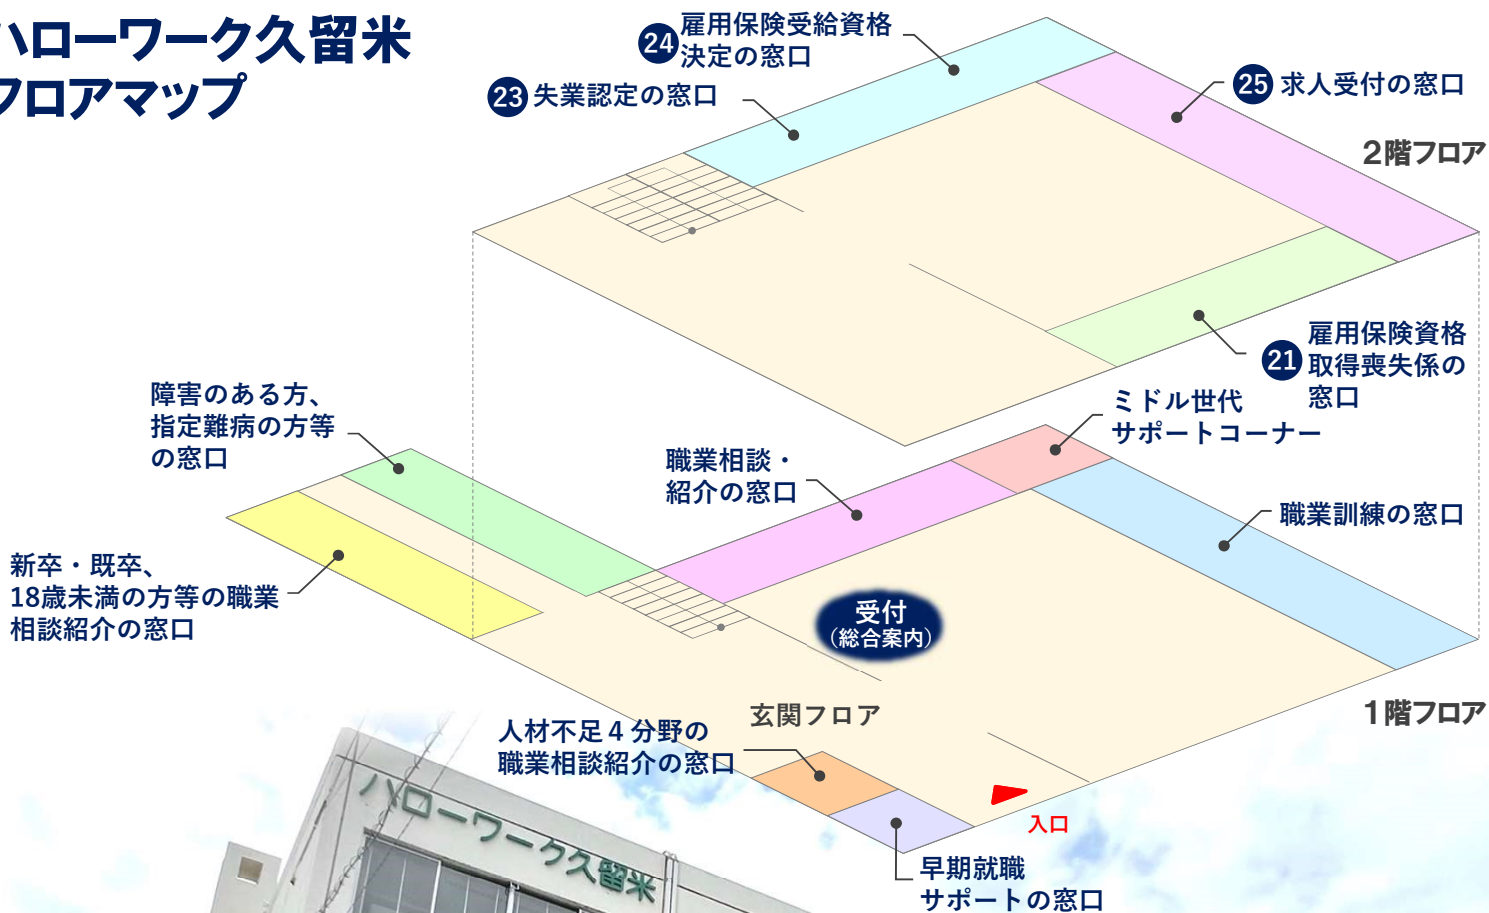 ハローワーク久留米
フロアマップ
24 雇用保険受給資格
決定の窓口
23 失業認定の窓口
25 求人受付の窓口
2階フロア
21 雇用保険資格
取得喪失係の
窓口
障害のある方、
指定難病の方等
の窓口
職業相談・
紹介の窓口
ミドル世代
サポートコーナー
職業訓練の窓口
新卒・既卒、
18歳未満の方等の職業
相談紹介の窓口
受付
（総合案内）
玄関フロア
1階フロア
人材不足４分野の
職業相談紹介の窓口
入口
早期就職
サポートの窓口
ハローワーク久留米